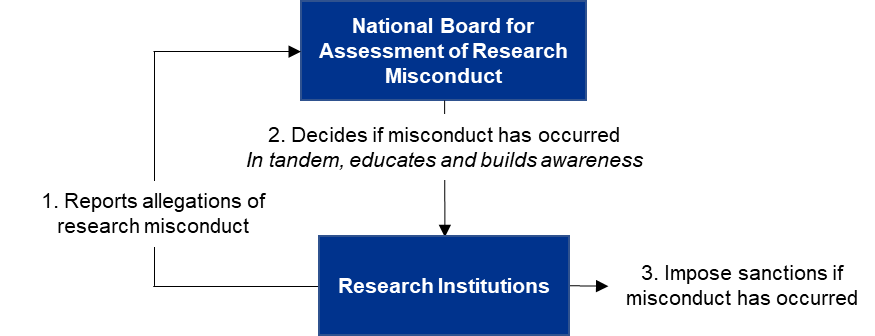 National Board for
Assessment of Research
Misconduct
2. Decides if misconduct has occurred
In tandem, educates and builds awareness
1. Reports allegations of
research misconduct
Research Institutions
3. Impose sanctions if
misconduct has occurred